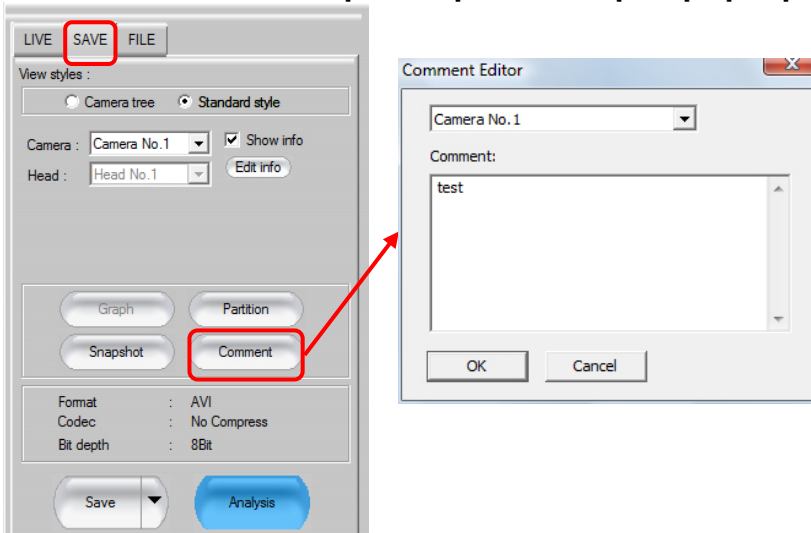 LIVE SAVE FILE
View styles :
Camera tree Standard style
Camera : Camera No.1 Show info
Head : Head No.1 Edit info
Graph Partition
Snapshot Comment
Format : AVI
Codec : No Compress
Bit depth : 8Bit
Save Analysis
Comment Editor
Camera No.1
Comment:
test
OK Cancel